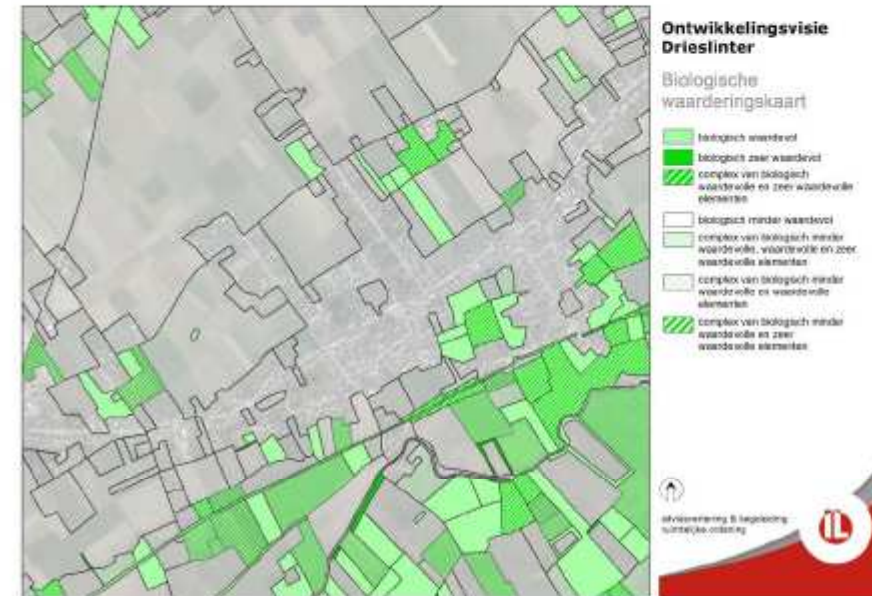 Ontwikkelingsvisie
Drieslinter
Biologische
waarderingskaart
biologisch waardevol
biologisch zeer waardevol
complex van biologisch
waardevolle en zeer waardevolle
elementen
biologisch minder waardevol
complex van biologisch minder
waardevolle, waardevolle en zeer
waardevolle elementen
complex van biologisch minder
waardevolle en waardevolle
elementen
complex van biologisch minder
waardevolle en zeer
waardevolle elementen
advisverlening & begeleiding
ruimtelijke ordening
IL